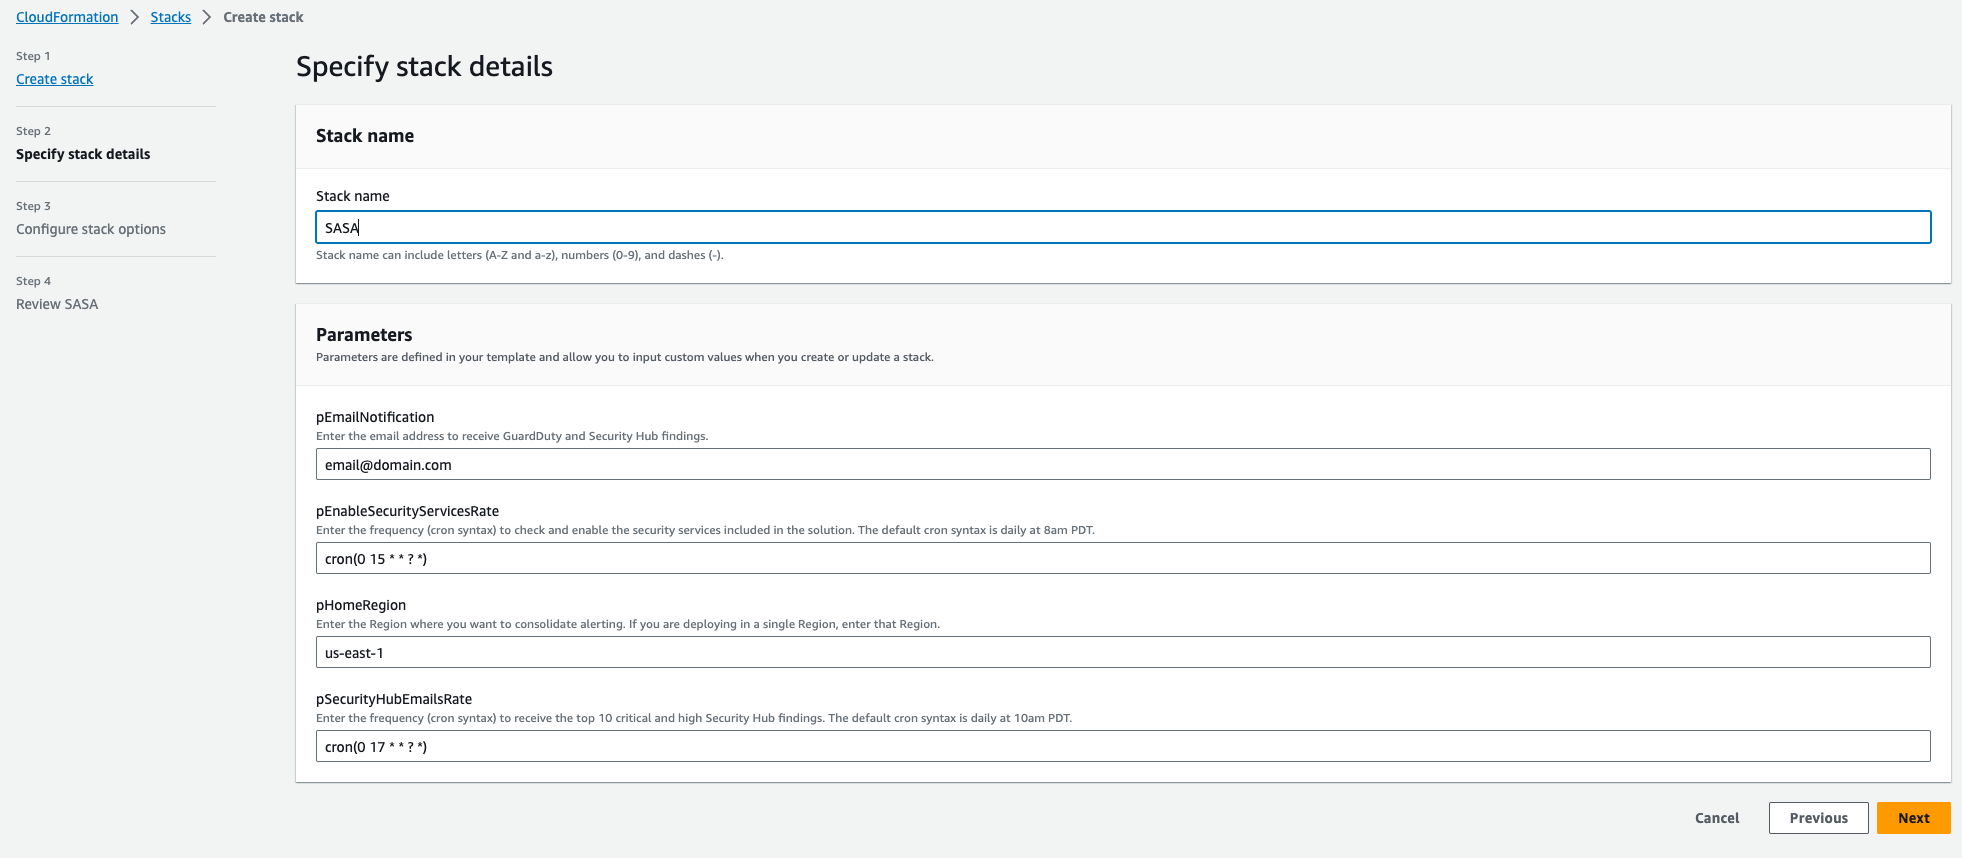 CloudFormation > Stacks > Create stack
Step 1
Create stack
Step 2
Specify stack details
Step 3
Configure stack options
Step 4
Review SASA
Specify stack details
Stack name
Stack name
SASA
Stack name can include letters (A-Z and a-z), numbers (0-9), and dashes (-).
Parameters
Parameters are defined in your template and allow you to input custom values when you create or update a stack.
pEmailNotification
Enter the email address to receive GuardDuty and Security Hub findings.
email@domain.com
pEnableSecurityServicesRate
Enter the frequency (cron syntax) to check and enable the security services included in the solution. The default cron syntax is daily at 8am PDT.
cron(0 15 * * ? *)
pHomeRegion
Enter the Region where you want to consolidate alerting. If you are deploying in a single Region, enter that Region.
us-east-1
pSecurityHubEmailsRate
Enter the frequency (cron syntax) to receive the top 10 critical and high Security Hub findings. The default cron syntax is daily at 10am PDT.
cron(0 17 * * ? *)
Cancel Previous Next